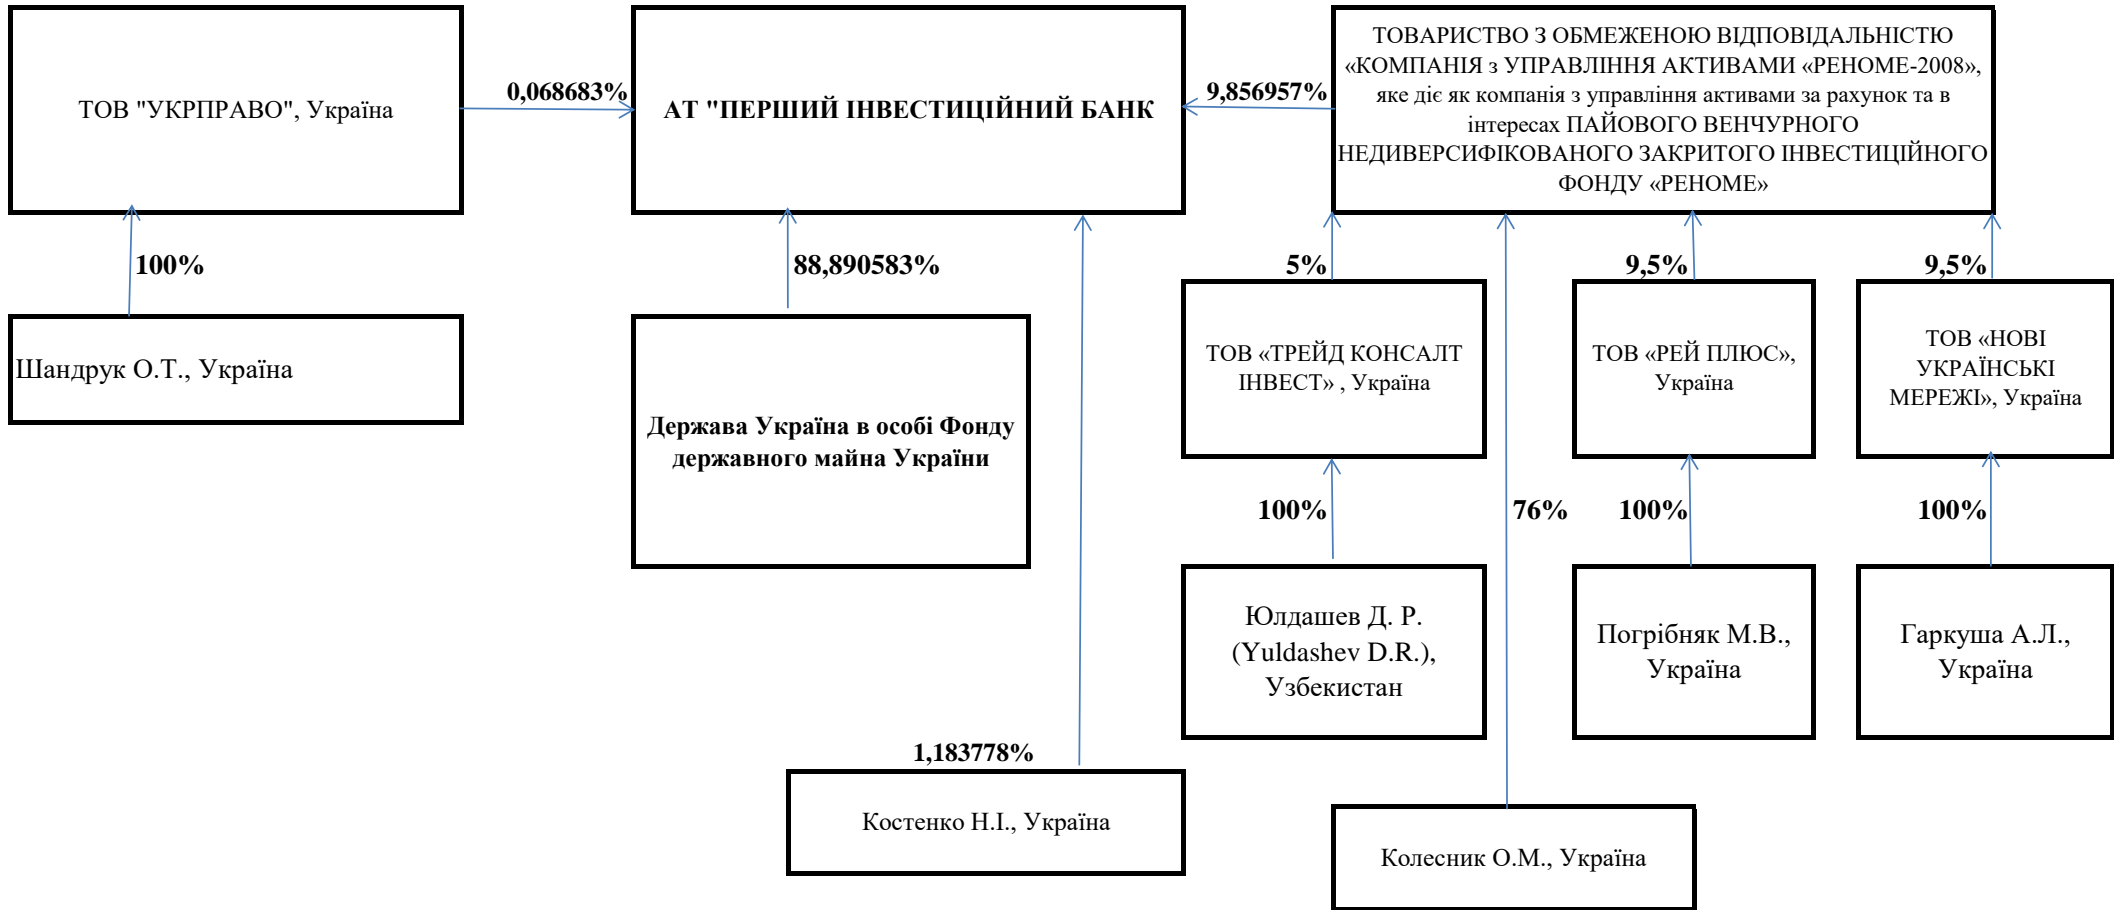 ТОВ "УКРПРАВО", Україна
0,068683%
АТ "ПЕРШИЙ ІНВЕСТИЦІЙНИЙ БАНК
9,856957%
ТОВАРИСТВО З ОБМЕЖЕНОЮ ВІДПОВІДАЛЬНІСТЮ
«КОМПАНІЯ з УПРАВЛІННЯ АКТИВАМИ «РЕНОМЕ-2008»,
яке діє як компанія з управління активами за рахунок та в
інтересах ПАЙОВОГО ВЕНЧУРНОГО
НЕДИВЕРСИФІКОВАНОГО ЗАКРИТОГО ІНВЕСТИЦІЙНОГО
ФОНДУ «РЕНОМЕ»
100%
88,890583%
5%
9,5%
9,5%
Шандрук О.Т., Україна
Держава Україна в особі Фонду
державного майна України
ТОВ «ТРЕЙД КОНСАЛТ
ІНВЕСТ» , Україна
ТОВ «РЕЙ ПЛЮС»,
Україна
ТОВ «НОВІ
УКРАЇНСЬКІ
МЕРЕЖІ», Україна
100%
76%
100%
100%
Юлдашев Д. Р.
(Yuldashev D.R.),
Узбекистан
Погрібняк М.В.,
Україна
Гаркуша А.Л.,
Україна
1,183778%
Костенко Н.І., Україна
Колесник О.М., Україна